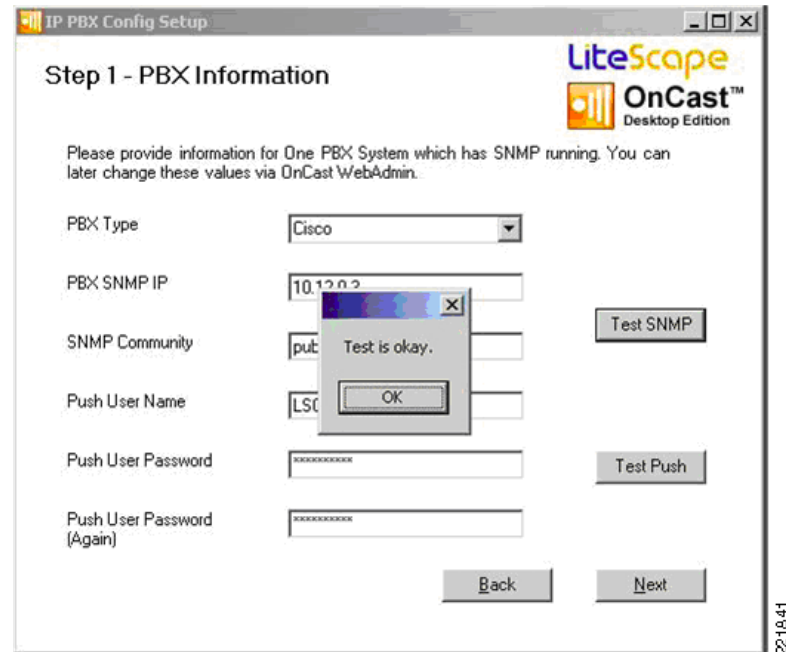 IP PBX Config Setup
Step 1 - PBX Information
LiteScape
OnCast™
Desktop Edition
Please provide information for One PBX System which has SNMP running. You can
later change these values via OnCast WebAdmin.
PBX Type
Cisco
PBX SNMP IP
Test SNMP
SNMP Community
Test is okay.
OK
Push User Name
Push User Password
××××××××××
Test Push
Push User Password
(Again)
××××××××××
Back
Next
221841